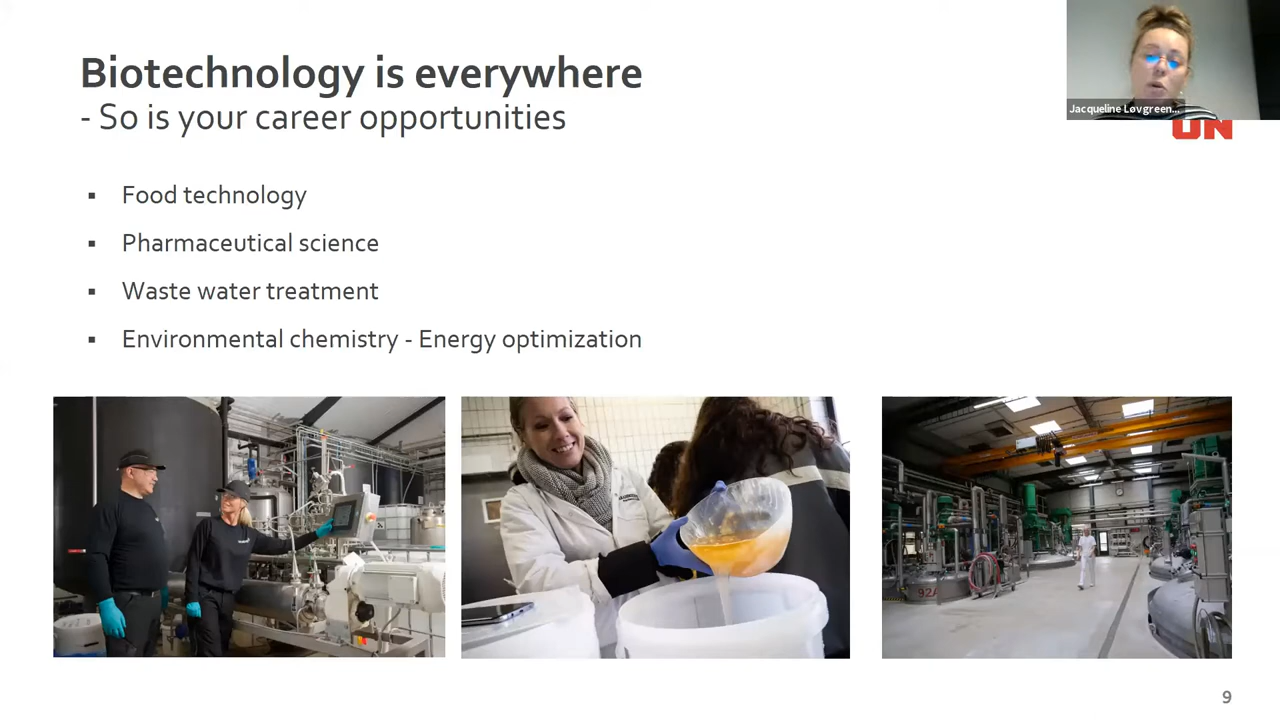 Biotechnology is everywhere
- So is your career opportunities
Jacqueline Løvgreen...
UN
▪ Food technology
▪ Pharmaceutical science
▪ Waste water treatment
▪ Environmental chemistry - Energy optimization
92A
9